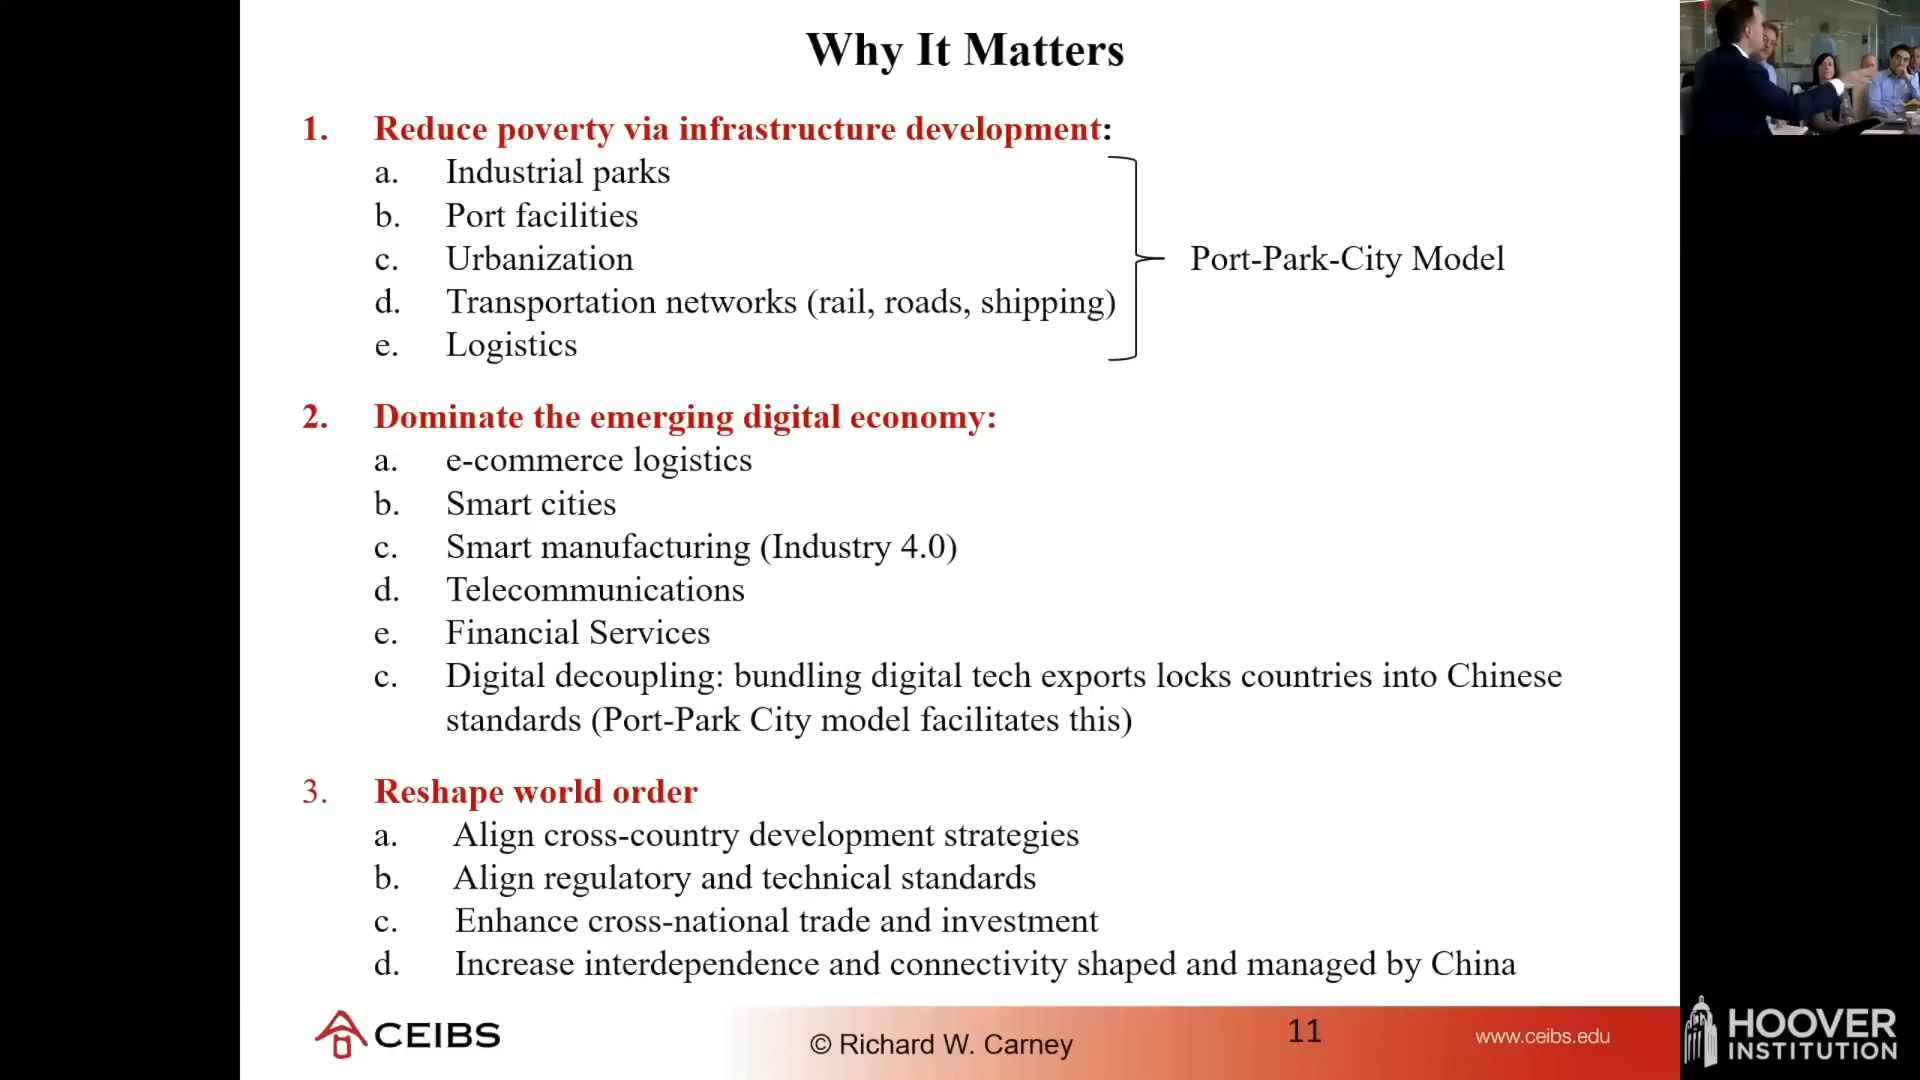 Why It Matters
1. Reduce poverty via infrastructure development:
a. Industrial parks
b. Port facilities
c. Urbanization
d. Transportation networks (rail, roads, shipping)
e. Logistics
Port-Park-City Model
2. Dominate the emerging digital economy:
a. e-commerce logistics
b. Smart cities
c. Smart manufacturing (Industry 4.0)
d. Telecommunications
e. Financial Services
c. Digital decoupling: bundling digital tech exports locks countries into Chinese
standards (Port-Park City model facilitates this)
3. Reshape world order
a. Align cross-country development strategies
b. Align regulatory and technical standards
c. Enhance cross-national trade and investment
d. Increase interdependence and connectivity shaped and managed by China
CEIBS
© Richard W. Carney
11
www.ceibs.edu
HOOVER
INSTITUTION